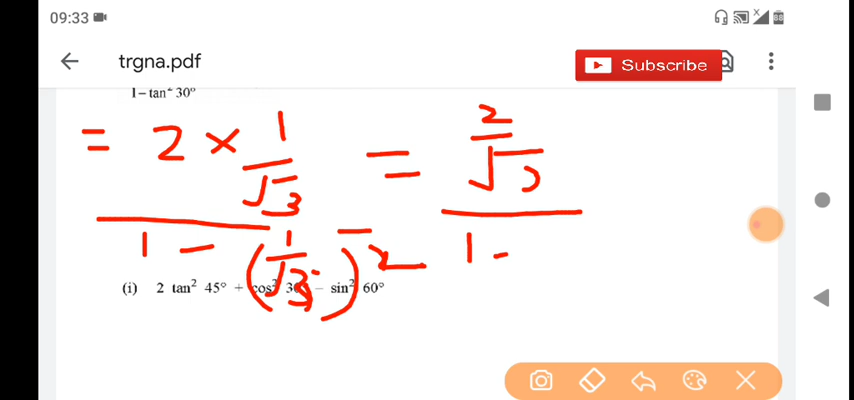 09:33
88
trgna.pdf
Subscribe
1−tan² 30°
= 2 × 1/√3 = 2/√3
1 − (1/√3)² 1 -
(i) 2 tan² 45° + cos² 30° − sin² 60°